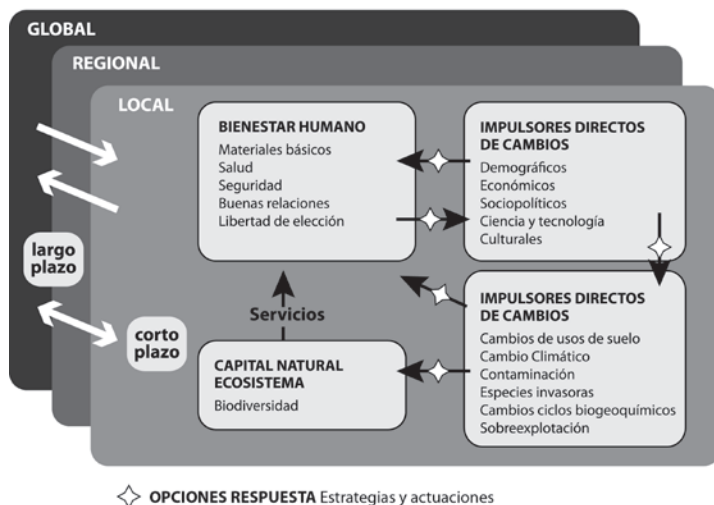 GLOBAL
REGIONAL
LOCAL
BIENESTAR HUMANO
Materiales básicos
Salud
Seguridad
Buenas relaciones
Libertad de elección
IMPULSORES DIRECTOS
DE CAMBIOS
Demográficos
Económicos
Sociopolíticos
Ciencia y tecnología
Culturales
largo
plazo
corto
plazo
Servicios
CAPITAL NATURAL
ECOSISTEMA
Biodiversidad
IMPULSORES DIRECTOS
DE CAMBIOS
Cambios de usos de suelo
Cambio Climático
Contaminación
Especies invasoras
Cambios ciclos biogeoquímicos
Sobreexplotación
OPCIONES RESPUESTA Estrategias y actuaciones